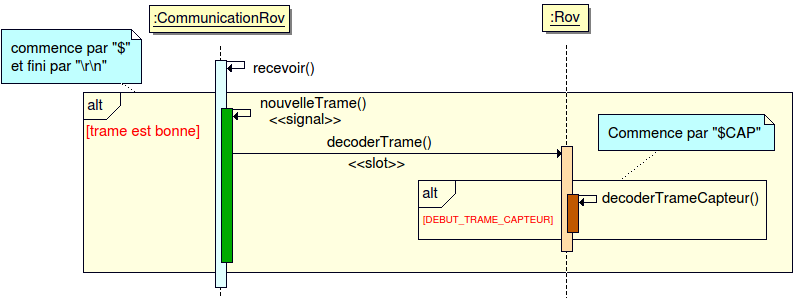 :CommunicationRov
:Rov
commence par "$"
et fini par "\r\n"
recevoir()
alt
nouvelleTrame()
<<signal>>
[trame est bonne]
decoderTrame()
<<slot>>
Commence par "$CAP"
alt
decoderTrameCapteur()
[DEBUT_TRAME_CAPTEUR]